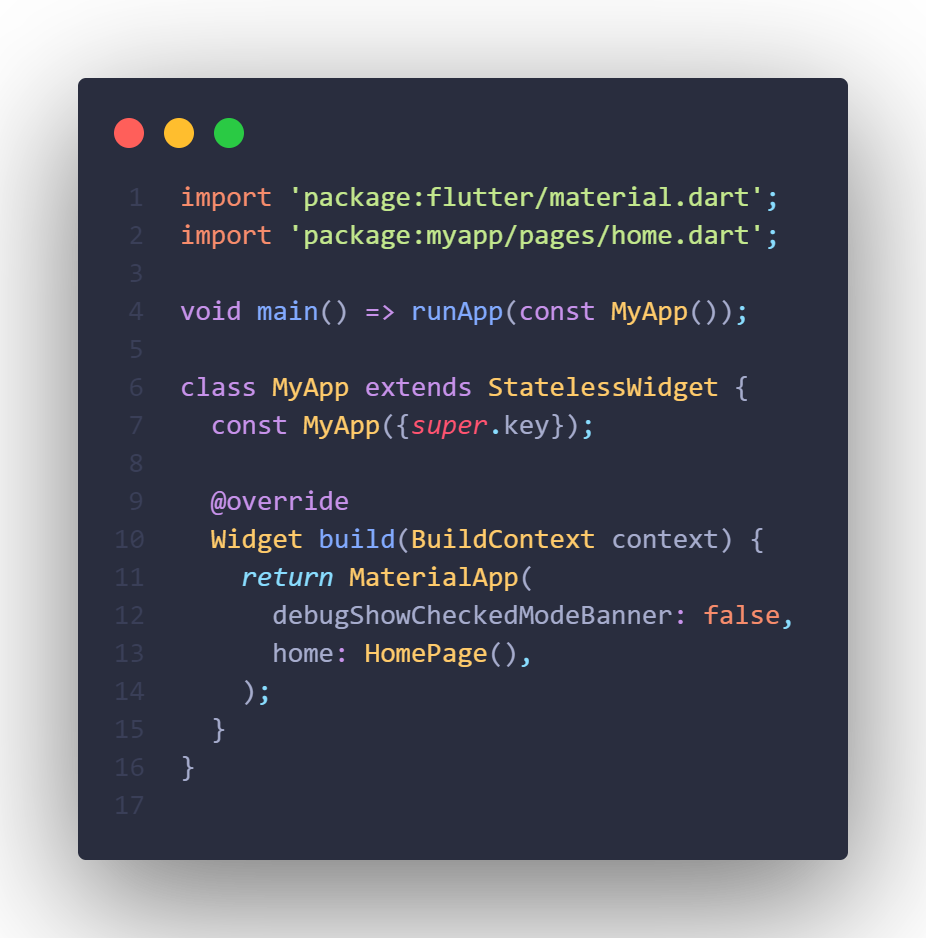 1 import 'package:flutter/material.dart';
2 import 'package:myapp/pages/home.dart';
3
4 void main() => runApp(const MyApp());
5
6 class MyApp extends StatelessWidget {
7   const MyApp({super.key});
8
9   @override
10   Widget build(BuildContext context) {
11     return MaterialApp(
12       debugShowCheckedModeBanner: false,
13       home: HomePage(),
14     );
15   }
16 }
17